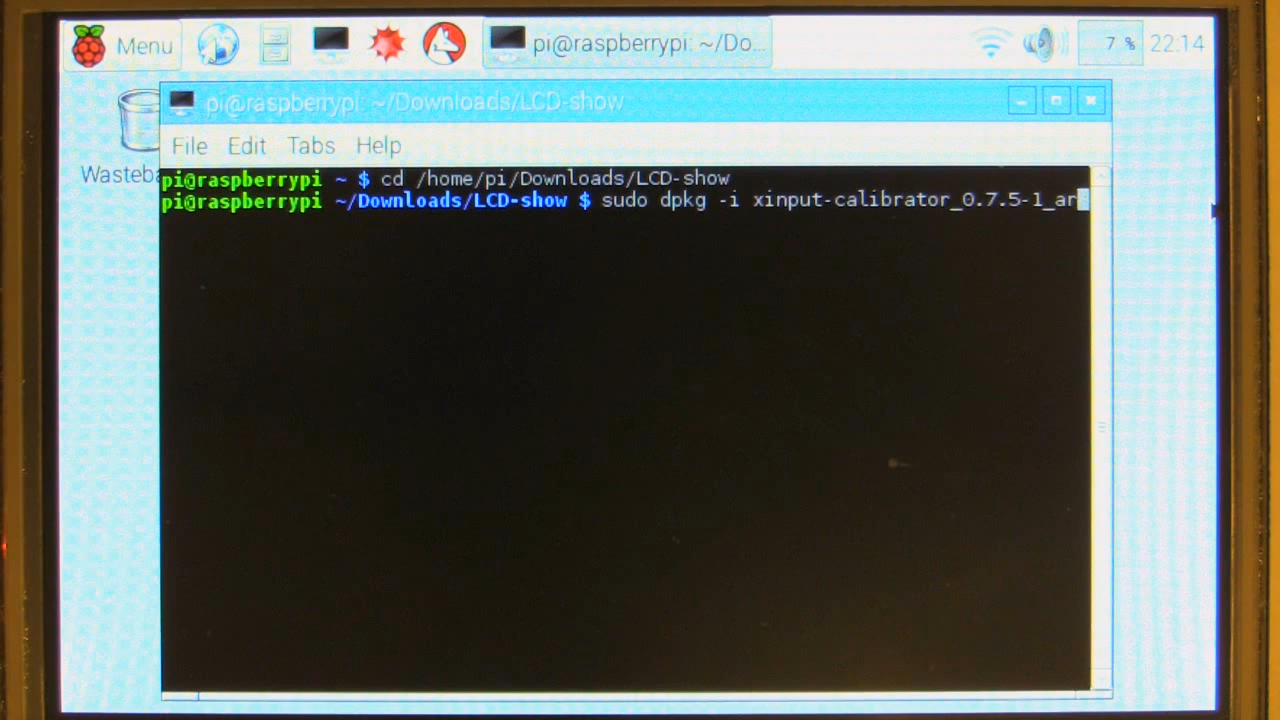 Menu
pi@raspberrypi: ~/Do...
7 %
22:14
pi@raspberrypi: ~/Downloads/LCD-show
File Edit Tabs Help
Wasteba
pi@raspberrypi ~ $ cd /home/pi/Downloads/LCD-show
pi@raspberrypi ~/Downloads/LCD-show $ sudo dpkg -i xinput-calibrator_0.7.5-1_ar